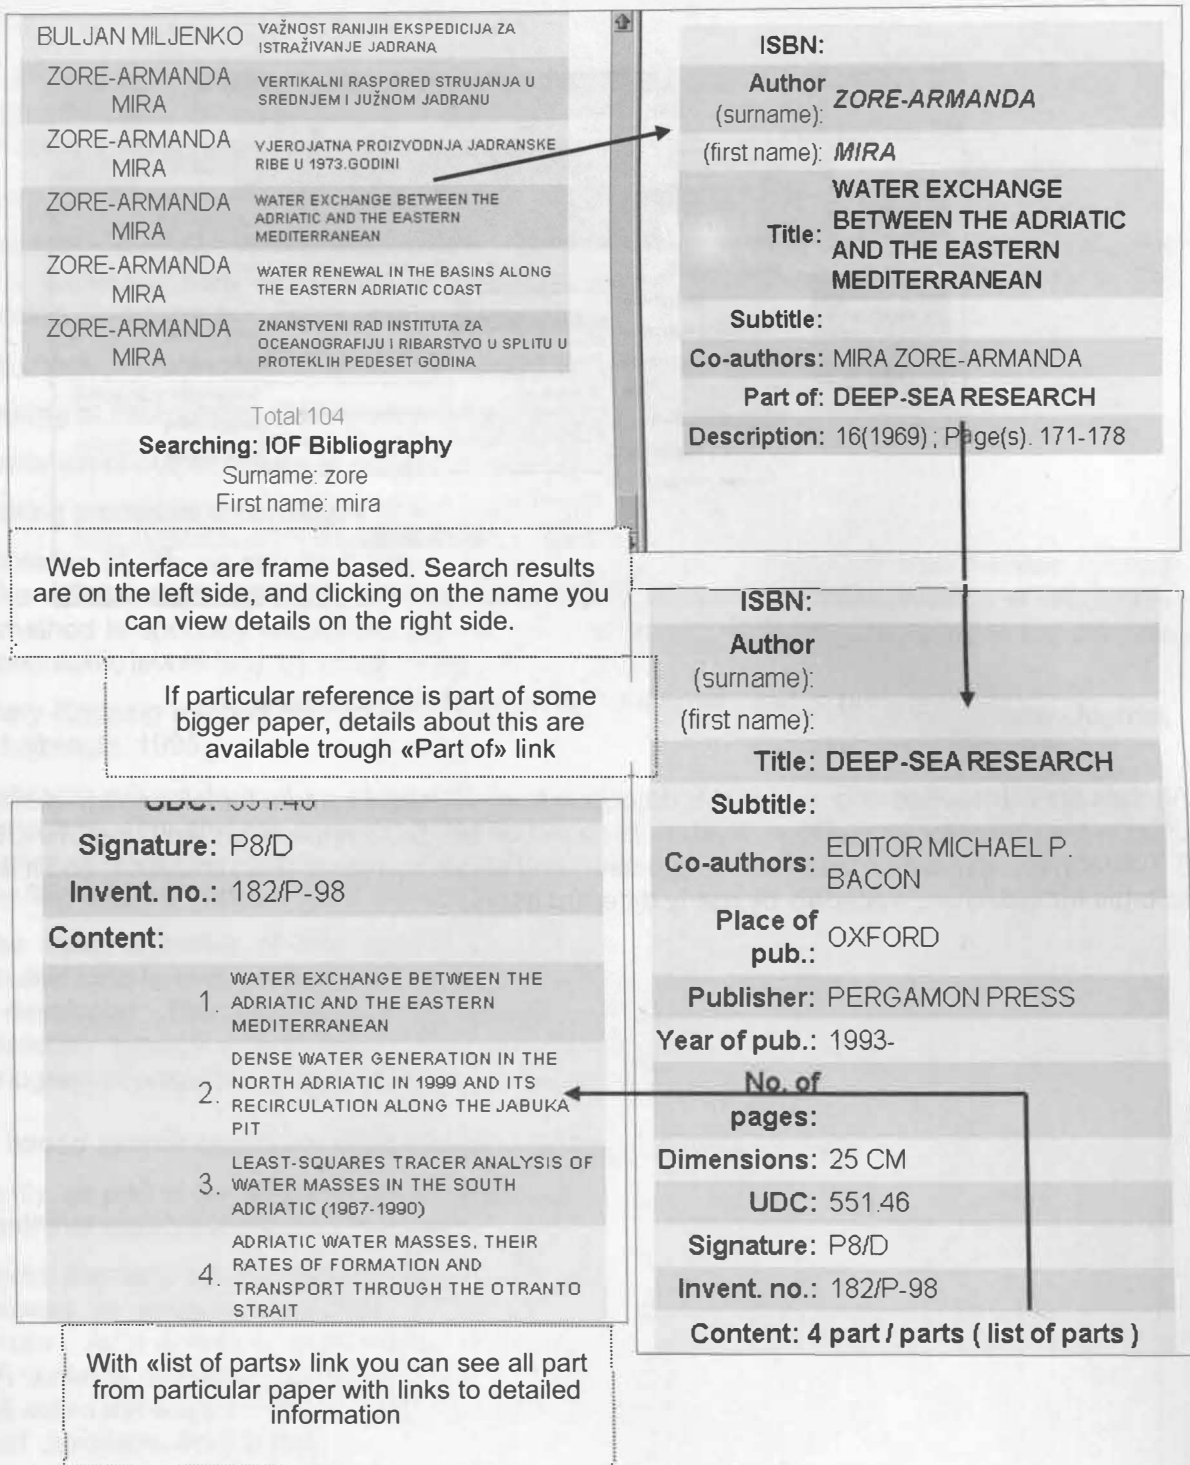 BULJAN MILJENKO
VAŽNOST RANIJIH EKSPEDICIJA ZA
ISTRAŽIVANJE JADRANA
ZORE-ARMANDA
MIRA
VERTIKALNI RASPORED STRUJANJA U
SREDNJEM I JUŽNOM JADRANU
ZORE-ARMANDA
MIRA
VJEROJATNA PROIZVODNJA JADRANSKE
RIBE U 1973.GODINI
ZORE-ARMANDA
MIRA
WATER EXCHANGE BETWEEN THE
ADRIATIC AND THE EASTERN
MEDITERRANEAN
ZORE-ARMANDA
MIRA
WATER RENEWAL IN THE BASINS ALONG
THE EASTERN ADRIATIC COAST
ZORE-ARMANDA
MIRA
ZNANSTVENI RAD INSTITUTA ZA
OCEANOGRAFIJU I RIBARSTVO U SPLITU U
PROTEKLIH PEDESET GODINA
Total:104
Searching: IOF Bibliography
Surname: zore
First name: mira
ISBN:
Author
(surname): ZORE-ARMANDA
(first name): MIRA
Title: WATER EXCHANGE
BETWEEN THE ADRIATIC
AND THE EASTERN
MEDITERRANEAN
Subtitle:
Co-authors: MIRA ZORE-ARMANDA
Part of: DEEP-SEA RESEARCH
Description: 16(1969) ; Page(s). 171-178
Web interface are frame based. Search results
are on the left side, and clicking on the name you
can view details on the right side.
If particular reference is part of some
bigger paper, details about this are
available trough «Part of» link
ISBN:
Author
(surname):
(first name):
Title: DEEP-SEA RESEARCH
Subtitle:
Co-authors: EDITOR MICHAEL P.
BACON
Place of
pub.: OXFORD
Publisher: PERGAMON PRESS
Year of pub.: 1993-
No. of
pages:
Dimensions: 25 CM
UDC: 551.46
Signature: P8/D
Invent. no.: 182/P-98
Content: 4 part / parts ( list of parts )
UDC: 551.46
Signature: P8/D
Invent. no.: 182/P-98
Content:
1. WATER EXCHANGE BETWEEN THE
ADRIATIC AND THE EASTERN
MEDITERRANEAN
2. DENSE WATER GENERATION IN THE
NORTH ADRIATIC IN 1999 AND ITS
RECIRCULATION ALONG THE JABUKA
PIT
3. LEAST-SQUARES TRACER ANALYSIS OF
WATER MASSES IN THE SOUTH
ADRIATIC (1967-1990)
4. ADRIATIC WATER MASSES, THEIR
RATES OF FORMATION AND
TRANSPORT THROUGH THE OTRANTO
STRAIT
With «list of parts» link you can see all part
from particular paper with links to detailed
information